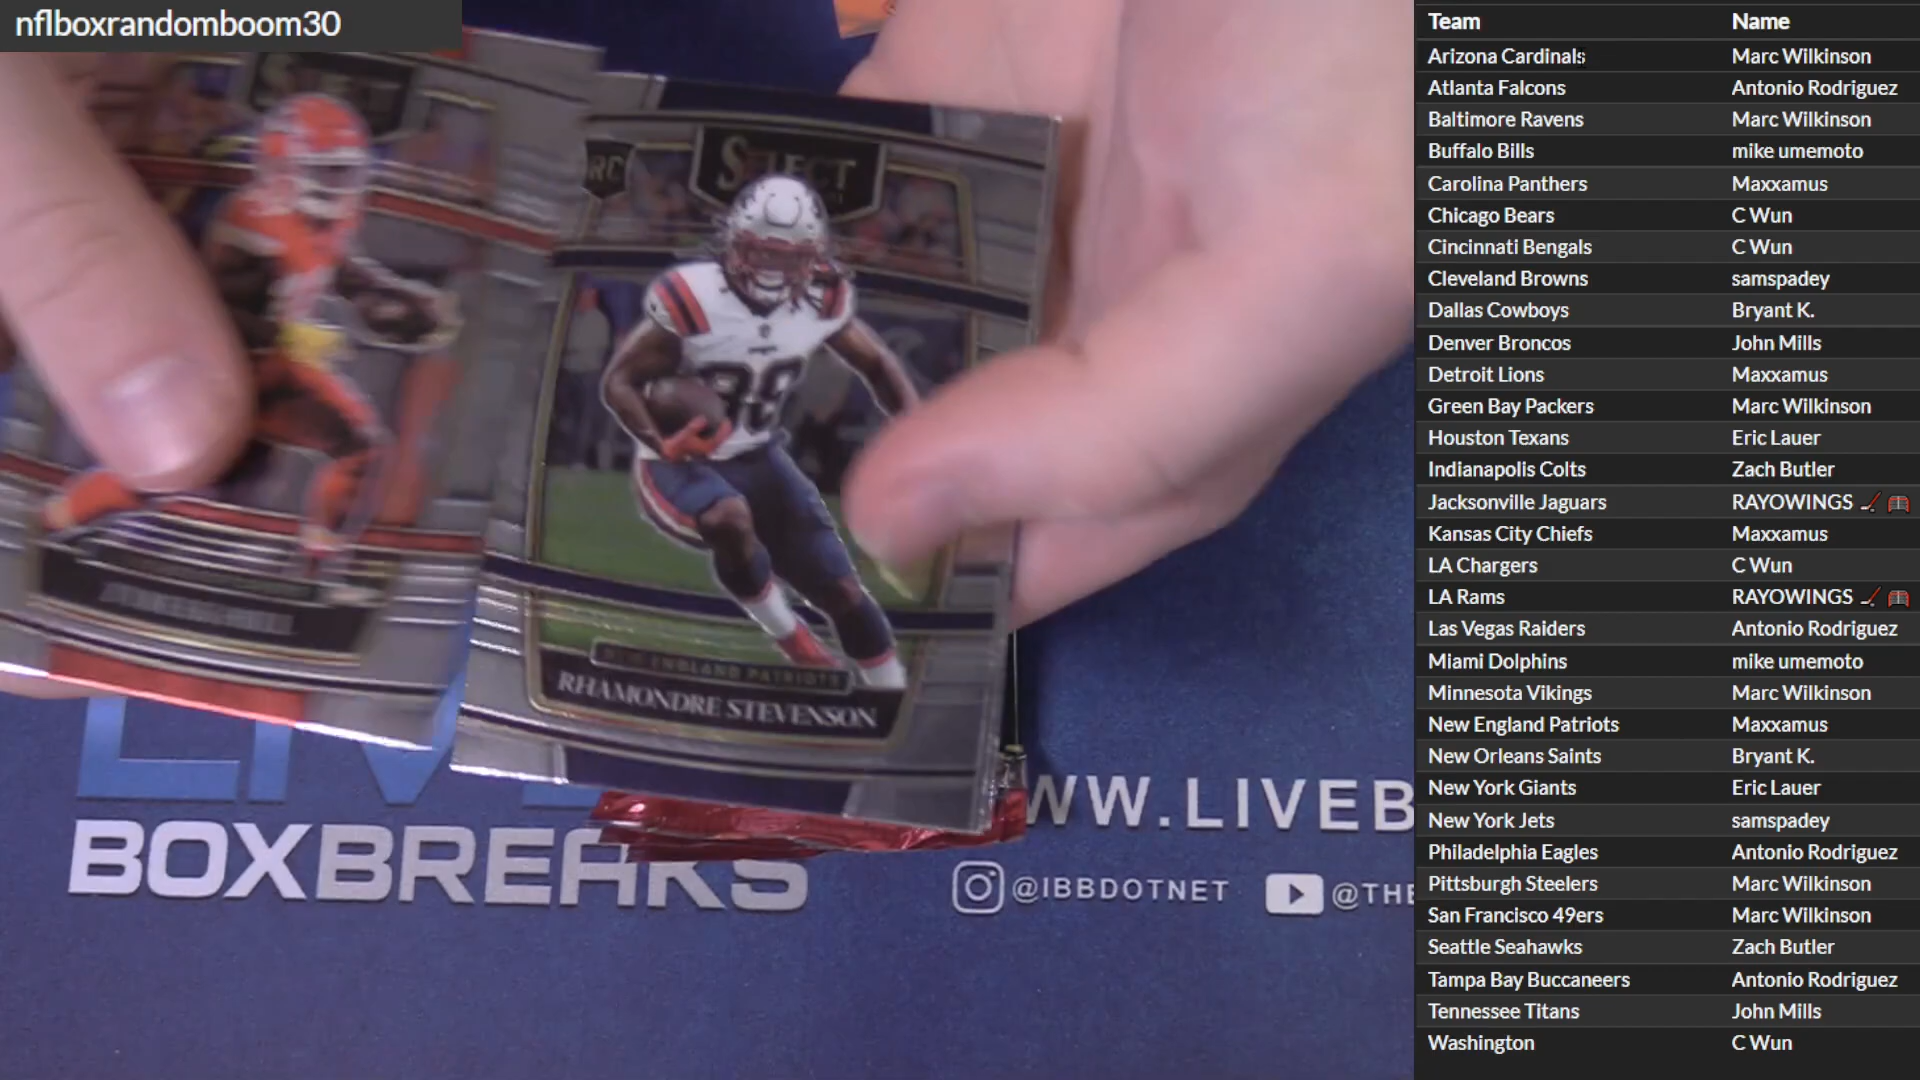 nflboxrandomboom30
Team Name
Arizona Cardinals Marc Wilkinson
Atlanta Falcons Antonio Rodriguez
Baltimore Ravens Marc Wilkinson
Buffalo Bills mike umemoto
Carolina Panthers Maxxamus
Chicago Bears C Wun
Cincinnati Bengals C Wun
Cleveland Browns samspadey
Dallas Cowboys Bryant K.
Denver Broncos John Mills
Detroit Lions Maxxamus
Green Bay Packers Marc Wilkinson
Houston Texans Eric Lauer
Indianapolis Colts Zach Butler
Jacksonville Jaguars RAYOWINGS
Kansas City Chiefs Maxxamus
LA Chargers C Wun
LA Rams RAYOWINGS
Las Vegas Raiders Antonio Rodriguez
Miami Dolphins mike umemoto
Minnesota Vikings Marc Wilkinson
New England Patriots Maxxamus
New Orleans Saints Bryant K.
New York Giants Eric Lauer
New York Jets samspadey
Philadelphia Eagles Antonio Rodriguez
Pittsburgh Steelers Marc Wilkinson
San Francisco 49ers Marc Wilkinson
Seattle Seahawks Zach Butler
Tampa Bay Buccaneers Antonio Rodriguez
Tennessee Titans John Mills
Washington C Wun
RC
SELECT
NEW ENGLAND PATRIOTS
RHAMONDRE STEVENSON
WW.LIVEB
BOXBREAKS
@IBBDOTNET
@THE